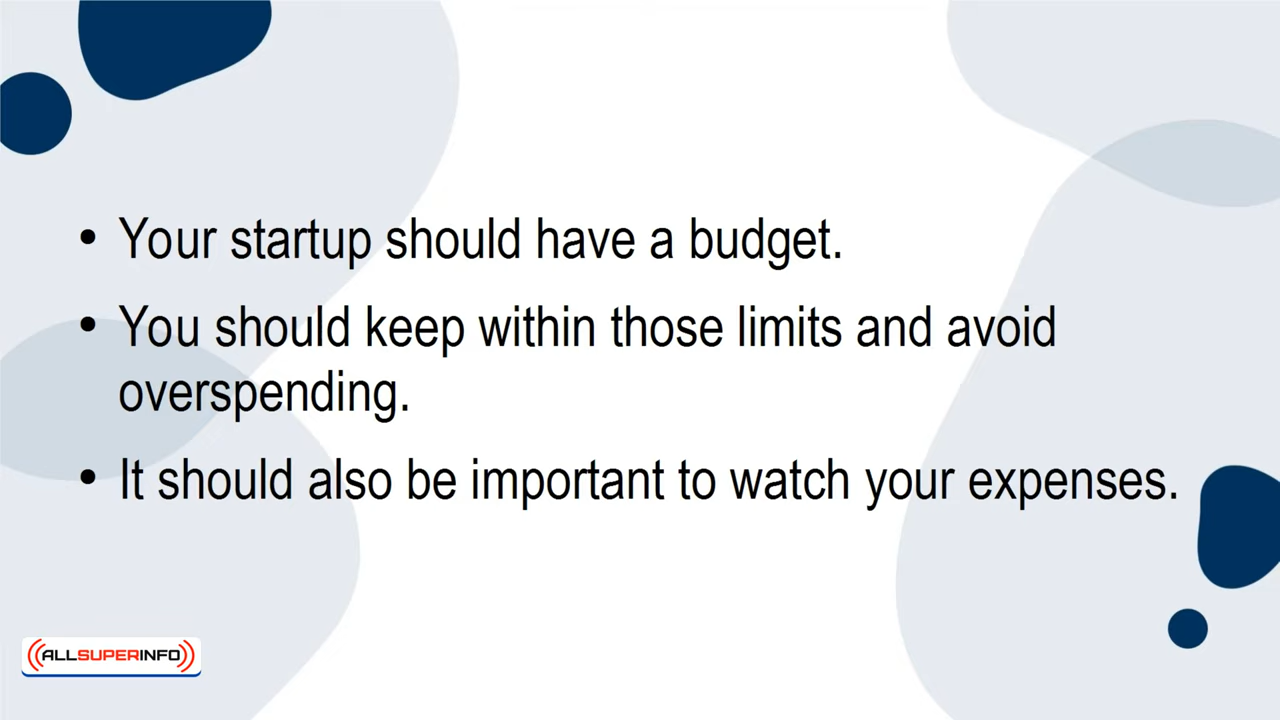 • Your startup should have a budget.
• You should keep within those limits and avoid
overspending.
• It should also be important to watch your expenses.
ALLSUPERINFO